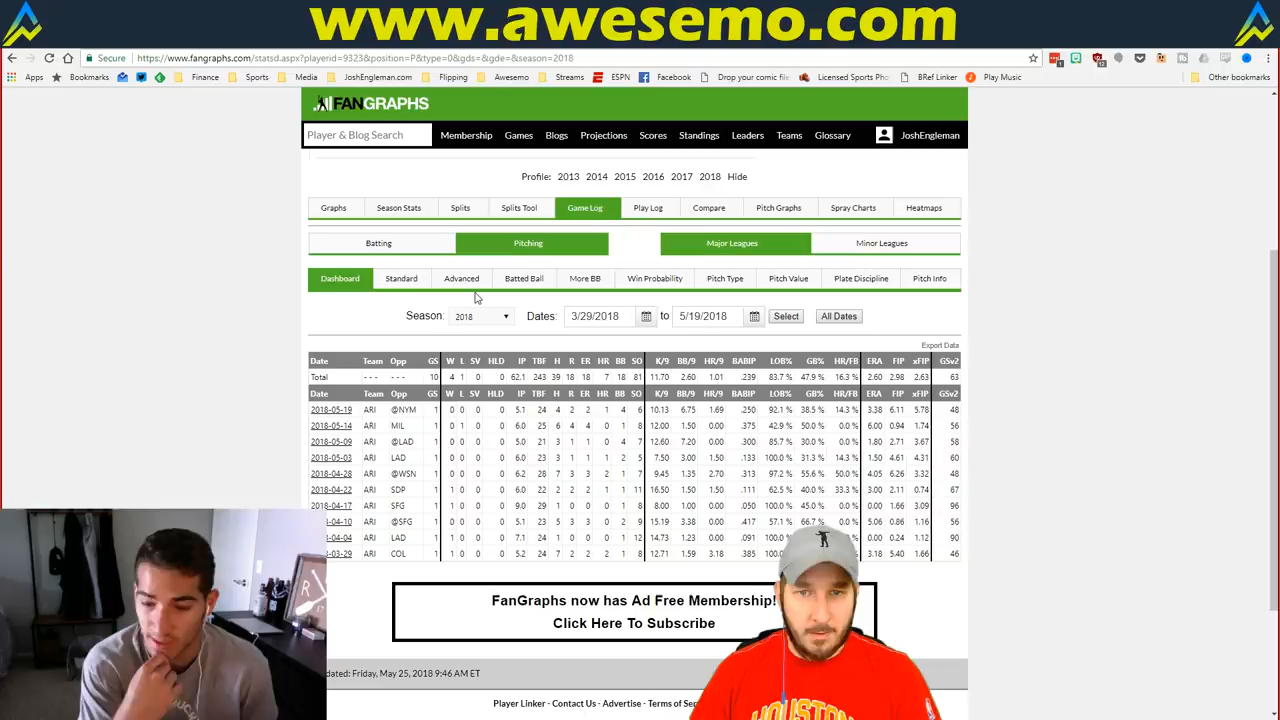 www.awesemo.com
Secure https://www.fangraphs.com/statsd.aspx?playerid=9323&position=P&type=0&gds=&gde=&season=2018
Apps Bookmarks Finance Sports Media JoshEngleman.com Flipping Awesemo Streams ESPN Facebook Drop your comic file Licensed Sports Pho BRef Linker Play Music Other bookmarks
FANGRAPHS
Player & Blog Search Membership Games Blogs Projections Scores Standings Leaders Teams Glossary JoshEngleman
Profile: 2013 2014 2015 2016 2017 2018 Hide
Graphs Season Stats Splits Splits Tool Game Log Play Log Compare Pitch Graphs Spray Charts Heatmaps
Batting Pitching Major Leagues Minor Leagues
Dashboard Standard Advanced Batted Ball More BB Win Probability Pitch Type Pitch Value Plate Discipline Pitch Info
Season: 2018 Dates: 3/29/2018 to 5/19/2018 Select All Dates
Export Data
Date Team Opp GS W L SV HLD IP TBF H R ER HR BB SO K/9 BB/9 HR/9 BABIP LOB% GB% HR/FB ERA FIP xFIP GSv2
Total - - - - - - 10 4 1 0 0 62.1 243 39 18 18 7 18 81 11.70 2.60 1.01 .239 83.7 % 47.9 % 16.3 % 2.60 2.98 2.63 63
Date Team Opp GS W L SV HLD IP TBF H R ER HR BB SO K/9 BB/9 HR/9 BABIP LOB% GB% HR/FB ERA FIP xFIP GSv2
2018-05-19 ARI @NYM 1 0 0 0 0 5.1 24 4 2 2 1 4 6 10.13 6.75 1.69 .250 92.1 % 38.5 % 14.3 % 3.38 6.11 5.78 48
2018-05-14 ARI MIL 1 0 1 0 0 6.0 25 6 4 4 0 1 8 12.00 1.50 0.00 .375 42.9 % 50.0 % 0.0 % 6.00 0.94 1.74 56
2018-05-09 ARI @LAD 1 0 0 0 0 5.0 21 3 1 1 0 4 7 12.60 7.20 0.00 .300 85.7 % 30.0 % 0.0 % 1.80 2.71 3.67 58
2018-05-03 ARI LAD 1 0 0 0 0 6.0 23 3 1 1 1 2 5 7.50 3.00 1.50 .133 100.0 % 31.3 % 14.3 % 1.50 4.61 4.31 60
2018-04-28 ARI @WSN 1 0 0 0 0 6.2 28 7 3 3 2 1 7 9.45 1.35 2.70 .313 97.2 % 55.6 % 50.0 % 4.05 6.26 3.32 48
2018-04-22 ARI SDP 1 0 0 0 0 6.0 22 2 2 2 1 1 11 16.50 1.50 1.50 .111 62.5 % 40.0 % 33.3 % 3.00 2.11 0.74 67
2018-04-17 ARI SFG 1 1 0 0 0 9.0 29 1 0 0 0 1 8 8.00 1.00 0.00 .050 100.0 % 45.0 % 0.0 % 0.00 1.66 3.09 96
2018-04-10 ARI @SFG 1 1 0 0 0 5.1 23 5 3 3 0 2 9 15.19 3.38 0.00 .417 57.1 % 66.7 % 0.0 % 5.06 0.86 1.16 56
2018-04-04 ARI LAD 1 1 0 0 0 7.1 24 1 0 0 0 1 12 14.73 1.23 0.00 .091 100.0 0.0 % 0.00 0.24 1.12 90
03-29 ARI COL 1 1 0 0 0 5.2 24 7 2 2 2 1 8 12.71 1.59 3.18 .385 100.0 3.18 5.40 1.66 46
FanGraphs now has Ad Free Membership!
Click Here To Subscribe
dated: Friday, May 25, 2018 9:46 AM ET
Player Linker - Contact Us - Advertise - Terms of Ser
HOUSTON